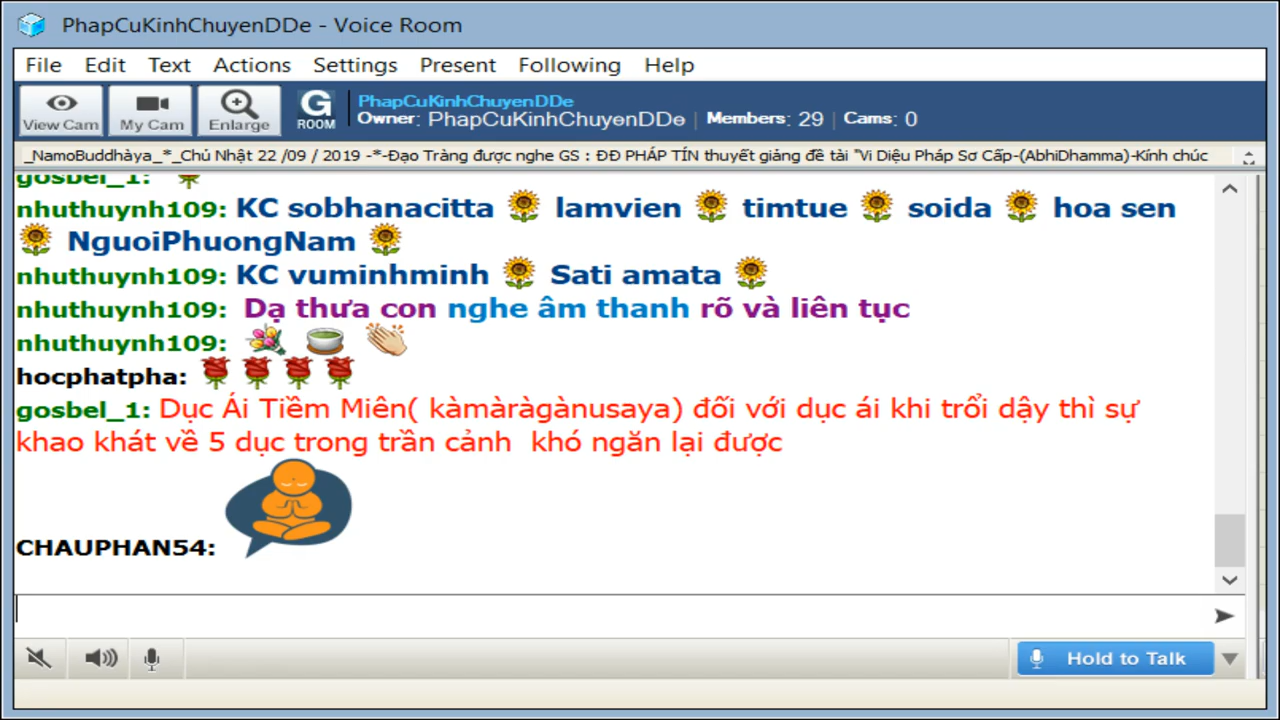 PhapCuKinhChuyenDDe - Voice Room
File Edit Text Actions Settings Present Following Help
View Cam My Cam Enlarge G ROOM PhapCuKinhChuyenDDe
Owner: PhapCuKinhChuyenDDe | Members: 29 | Cams: 0
_NamoBuddhàya_*_Chủ Nhật 22 /09 / 2019 -*-Đạo Tràng được nghe GS : ĐĐ PHÁP TÍN thuyết giảng đề tài "Vi Diệu Pháp Sơ Cấp-(AbhiDhamma)-Kính chúc
gosbel_1:
nhuthuynh109: KC sobhanacitta lamvien timtue soida hoa sen
NguoiPhuongNam
nhuthuynh109: KC vuminhminh Sati amata
nhuthuynh109: Dạ thưa con nghe âm thanh rõ và liên tục
nhuthuynh109:
hocphatpha:
gosbel_1: Dục Ái Tiềm Miên( kàmàràgànusaya) đối với dục ái khi trổi dậy thì sự
khao khát về 5 dục trong trần cảnh khó ngăn lại được
CHAUPHAN54:
Hold to Talk